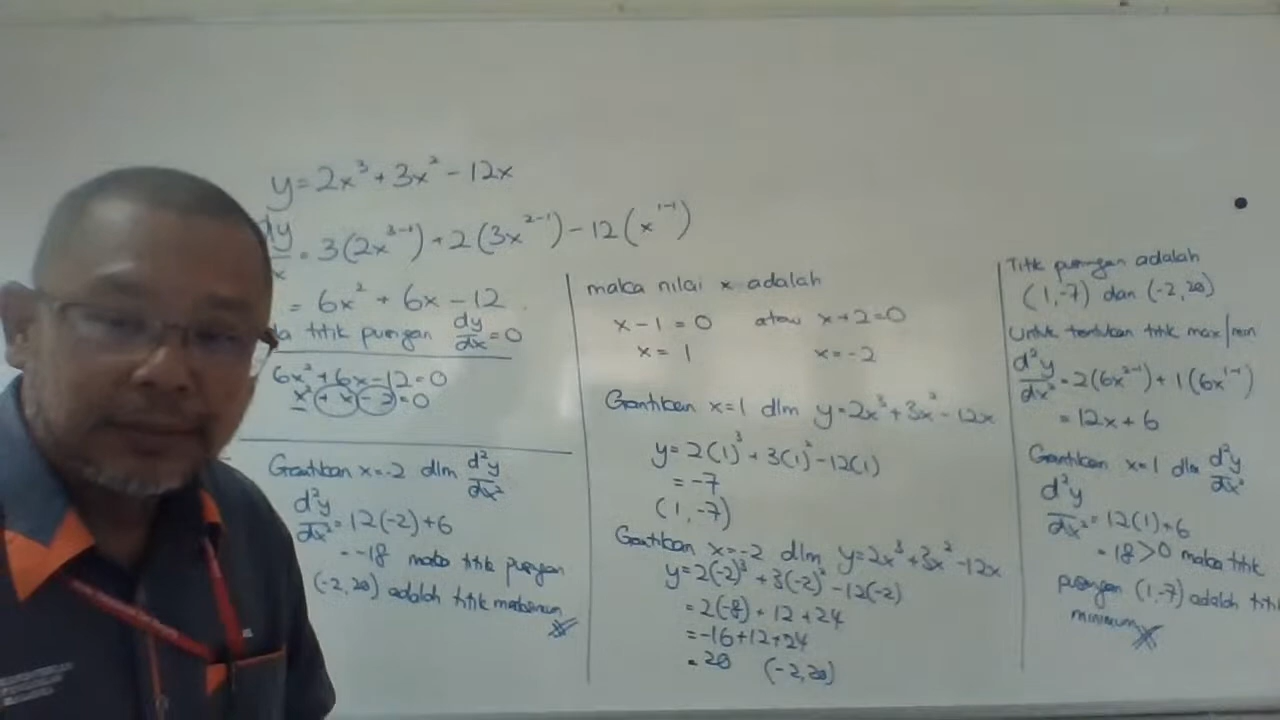 y=2x³+3x²-12x
dy/x = 3(2x³⁻¹)+2(3x²⁻¹)-12(x¹⁻¹)
= 6x²+6x-12
titik pusingan dy/dx=0
6x²+6x-12=0
x²+x-2=0
Gantikan x=-2 dlm d²y/dx²
d²y/dx²=12(-2)+6
=-18 maka titik pusingan
(-2,20) adalah titik maksimum
maka nilai x adalah
x-1=0 atau x+2=0
x=1 x=-2
Gantikan x=1 dlm y=2x³+3x²-12x
y=2(1)³+3(1)²-12(1)
=-7
(1,-7)
Gantikan x=-2 dlm y=2x³+3x²-12x
y=2(-2)³+3(-2)²-12(-2)
=2(-8)+12+24
=-16+12+24
=20 (-2,20)
Titik pusingan adalah
(1,-7) dan (-2,20)
Untuk tentukan titik max/min
d²y/dx²=2(6x²⁻¹)+1(6x¹⁻¹)
=12x+6
Gantikan x=1 dlm d²y/dx²
d²y/dx²=12(1)+6
=18>0 maka titik
pusingan (1,-7) adalah titi
minimum